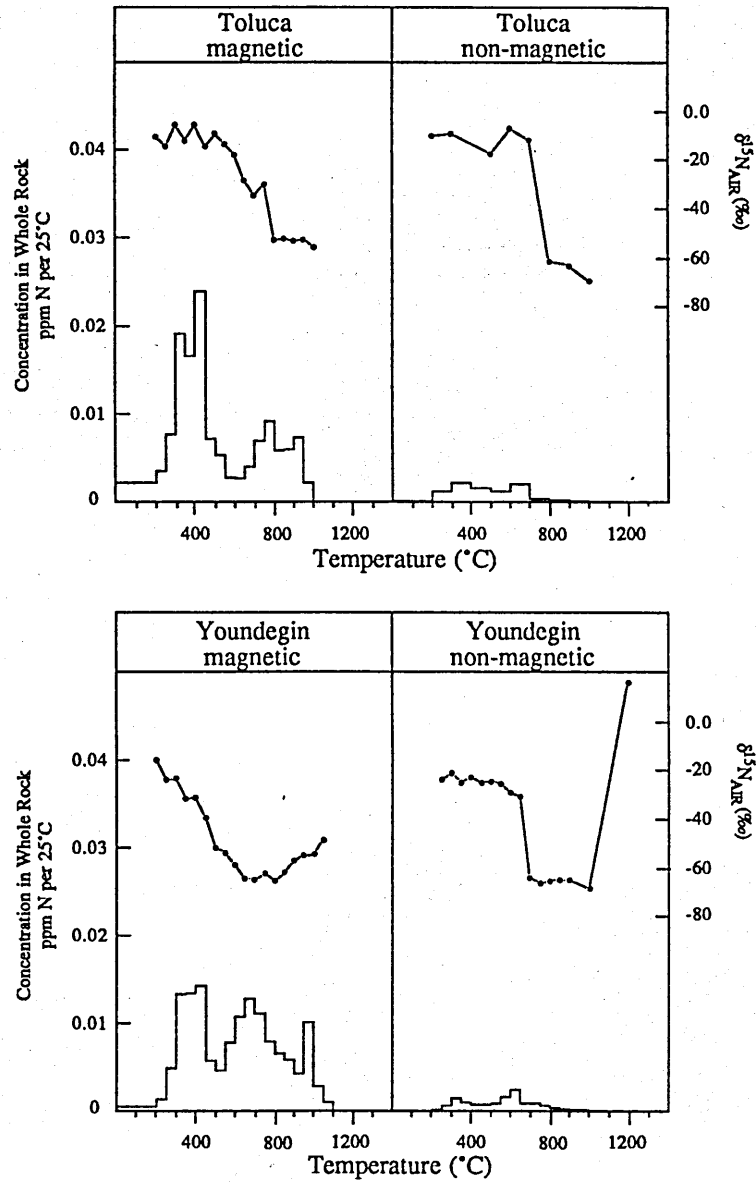 Toluca
magnetic
Toluca
non-magnetic
Concentration in Whole Rock
ppm N per 25°C
0.04
0.03
0.02
0.01
0
0.0
-20
-40
-60
-80
δ¹⁵N_AIR (‰)
400
800
1200
400
800
1200
Temperature (°C)
Youndegin
magnetic
Youndegin
non-magnetic
Concentration in Whole Rock
ppm N per 25°C
0.04
0.03
0.02
0.01
0
0.0
-20
-40
-60
-80
δ¹⁵N_AIR (‰)
400
800
1200
400
800
1200
Temperature (°C)